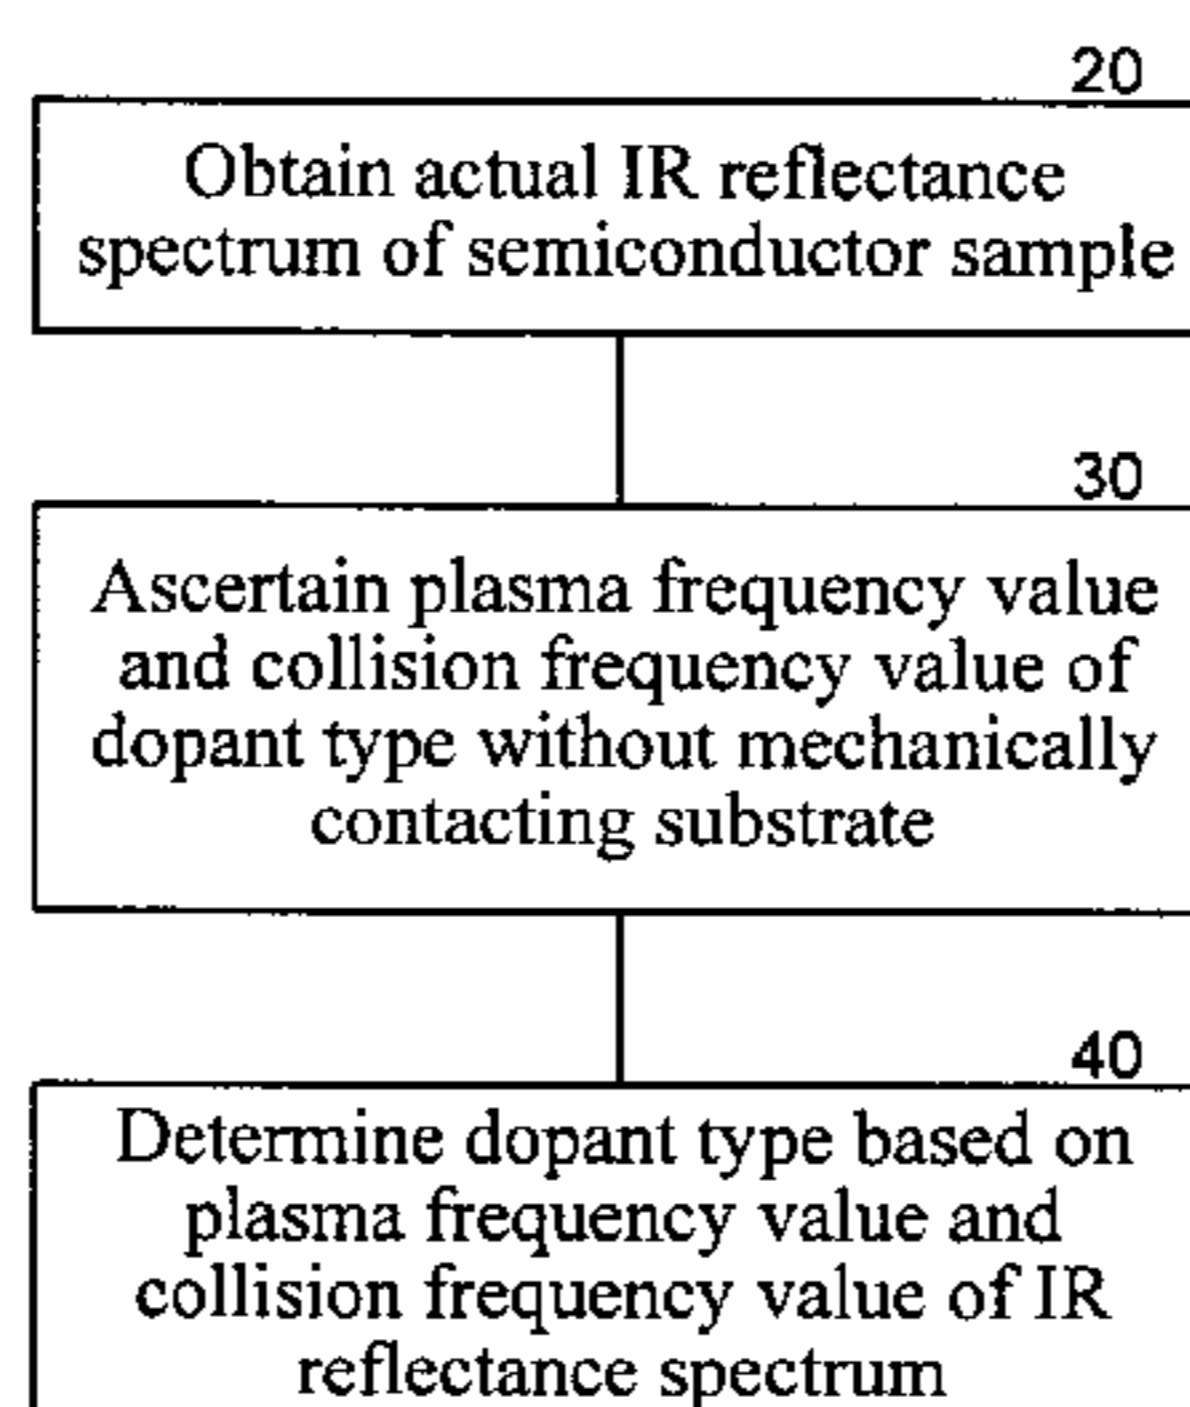 20
Obtain actual IR reflectance
spectrum of semiconductor sample
30
Ascertain plasma frequency value
and collision frequency value of
dopant type without mechanically
contacting substrate
40
Determine dopant type based on
plasma frequency value and
collision frequency value of IR
reflectance spectrum